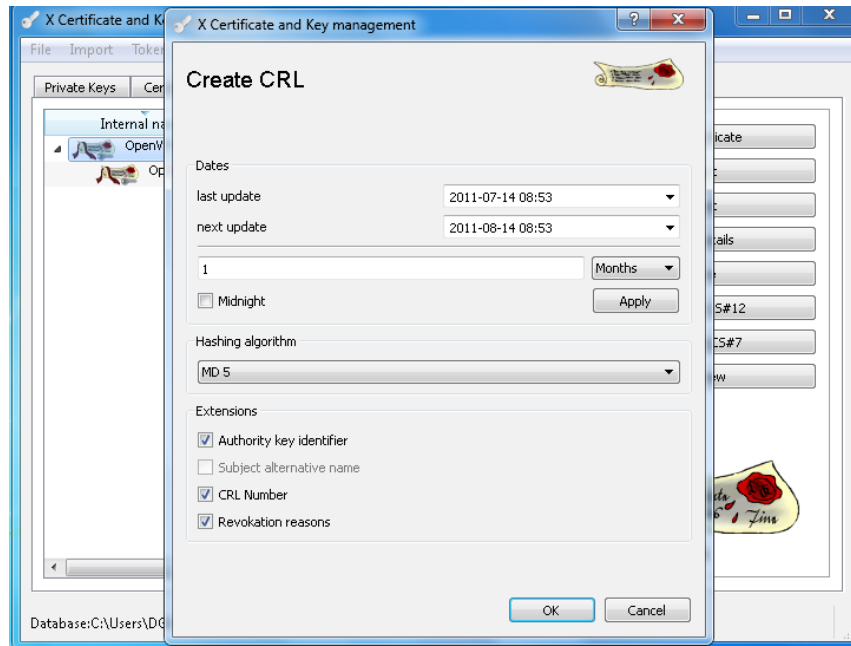 X Certificate and K
X Certificate and Key management
File Import Token
Create CRL
Private Keys Cer
Internal na
OpenV
Op
Dates
last update 2011-07-14 08:53
next update 2011-08-14 08:53
1 Months
Midnight Apply
Hashing algorithm
MD 5
Extensions
Authority key identifier
Subject alternative name
CRL Number
Revokation reasons
OK Cancel
icate
tails
S#12
CS#7
ew
Database:C:\Users\DG